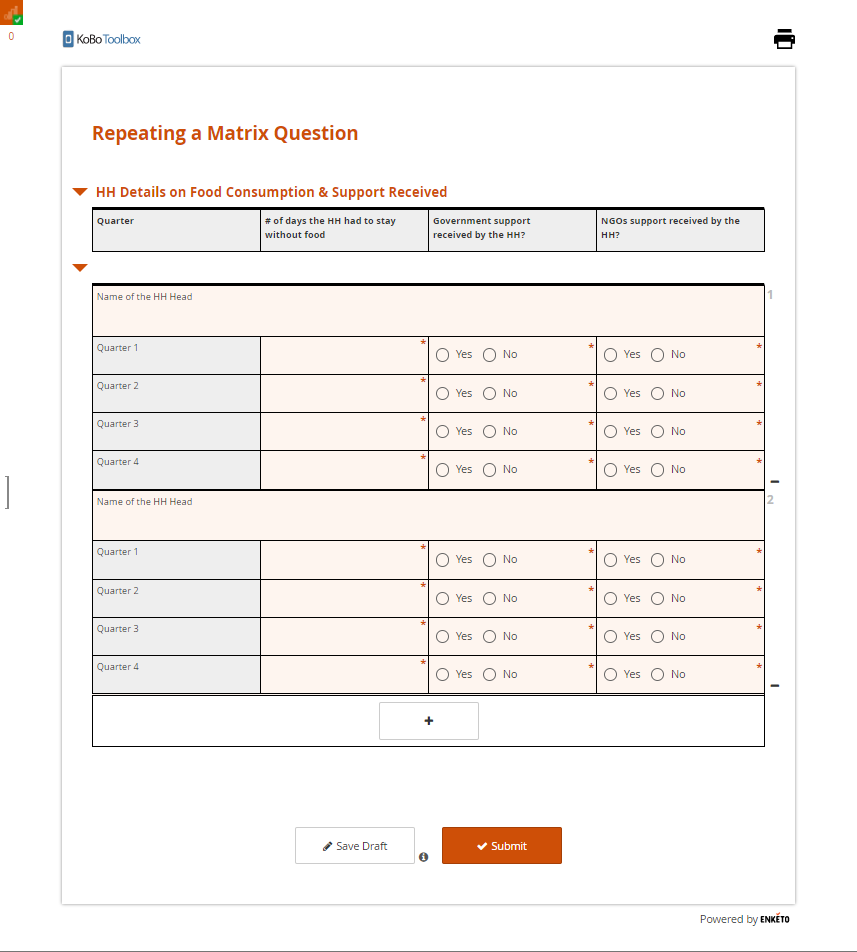 0
KoBo Toolbox
Repeating a Matrix Question
HH Details on Food Consumption & Support Received
Quarter
# of days the HH had to stay
without food
Government support
received by the HH?
NGOs support received by the
HH?
Name of the HH Head
1
Quarter 1
*
Yes No *
Yes No *
Quarter 2
*
Yes No *
Yes No *
Quarter 3
*
Yes No *
Yes No *
Quarter 4
*
Yes No *
Yes No *
Name of the HH Head
2
Quarter 1
*
Yes No *
Yes No *
Quarter 2
*
Yes No *
Yes No *
Quarter 3
*
Yes No *
Yes No *
Quarter 4
*
Yes No *
Yes No *
+
Save Draft
Submit
Powered by ENKETO